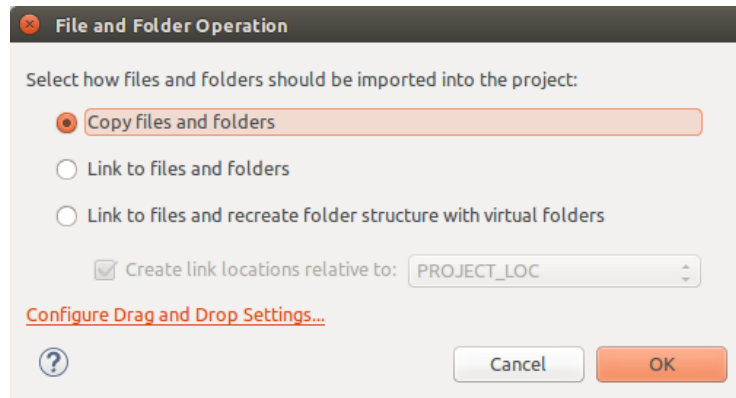 File and Folder Operation
Select how files and folders should be imported into the project:
Copy files and folders
Link to files and folders
Link to files and recreate folder structure with virtual folders
Create link locations relative to: PROJECT_LOC
Configure Drag and Drop Settings...
? Cancel OK